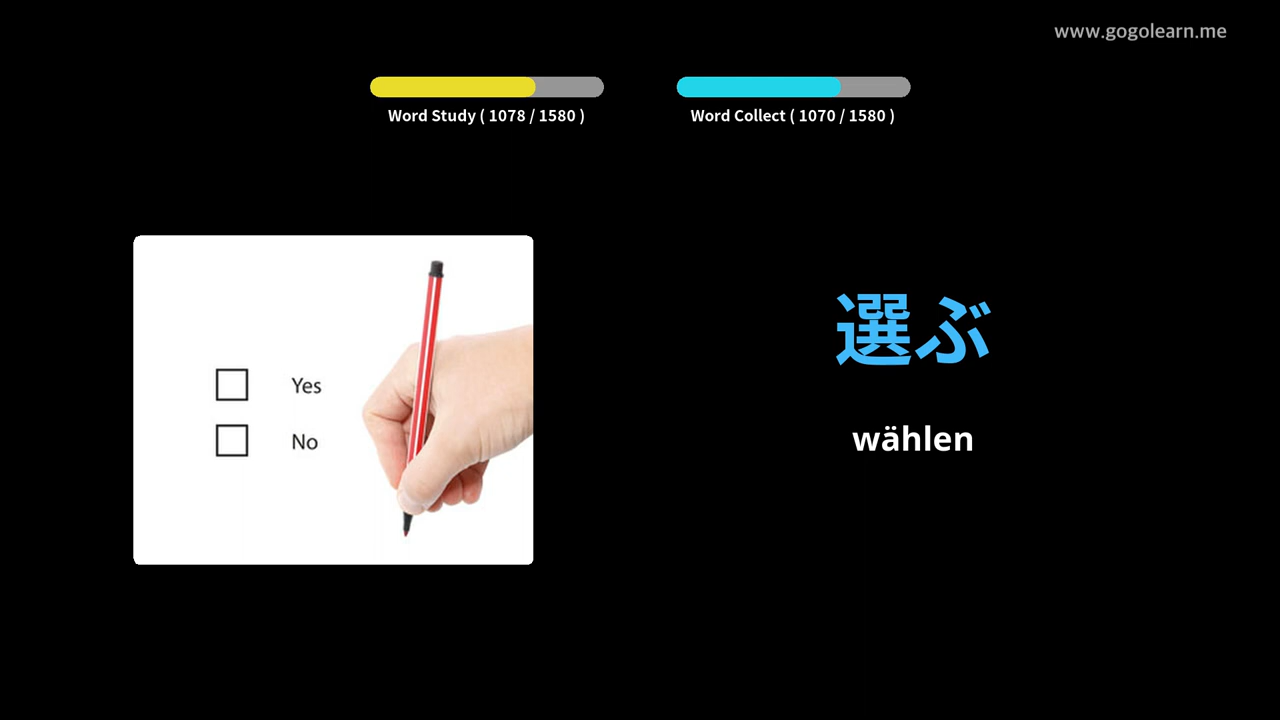 www.gogolearn.me
Word Study ( 1078 / 1580 )
Word Collect ( 1070 / 1580 )
Yes
No
選ぶ
wählen